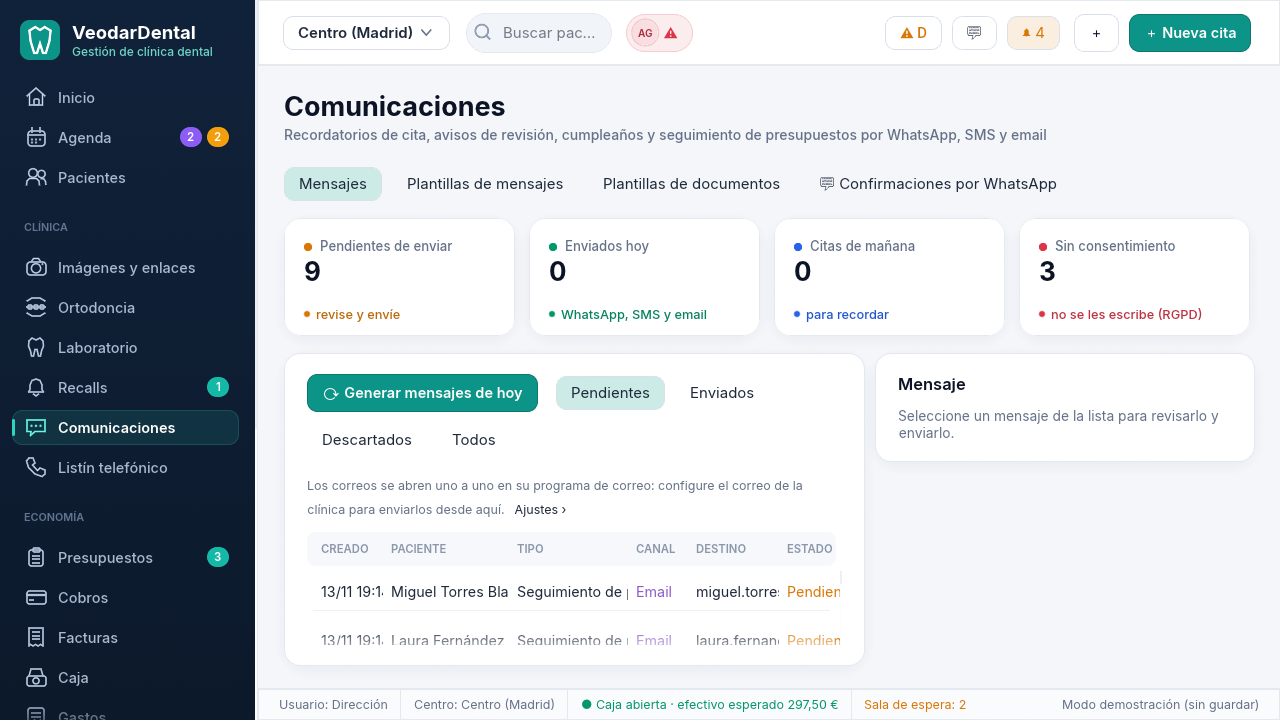 VeodarDental
Gestión de clínica dental
Inicio
Agenda 2 2
Pacientes
CLÍNICA
Imágenes y enlaces
Ortodoncia
Laboratorio
Recalls 1
Comunicaciones
Listín telefónico
ECONOMÍA
Presupuestos 3
Cobros
Facturas
Caja
Gastos
Centro (Madrid)
Buscar pac...
AG
D
4
+
+ Nueva cita
Comunicaciones
Recordatorios de cita, avisos de revisión, cumpleaños y seguimiento de presupuestos por WhatsApp, SMS y email
Mensajes Plantillas de mensajes Plantillas de documentos Confirmaciones por WhatsApp
Pendientes de enviar
9
revise y envíe
Enviados hoy
0
WhatsApp, SMS y email
Citas de mañana
0
para recordar
Sin consentimiento
3
no se les escribe (RGPD)
Generar mensajes de hoy Pendientes Enviados
Descartados Todos
Los correos se abren uno a uno en su programa de correo: configure el correo de la
clínica para enviarlos desde aquí. Ajustes ›
CREADO PACIENTE TIPO CANAL DESTINO ESTADO
13/11 19:1 Miguel Torres Bla Seguimiento de Email miguel.torre Pendien
13/11 19:1 Laura Fernández Seguimiento de Email laura.fernan Pendien
Mensaje
Seleccione un mensaje de la lista para revisarlo y
enviarlo.
Usuario: Dirección
Centro: Centro (Madrid)
Caja abierta · efectivo esperado 297,50 €
Sala de espera: 2
Modo demostración (sin guardar)